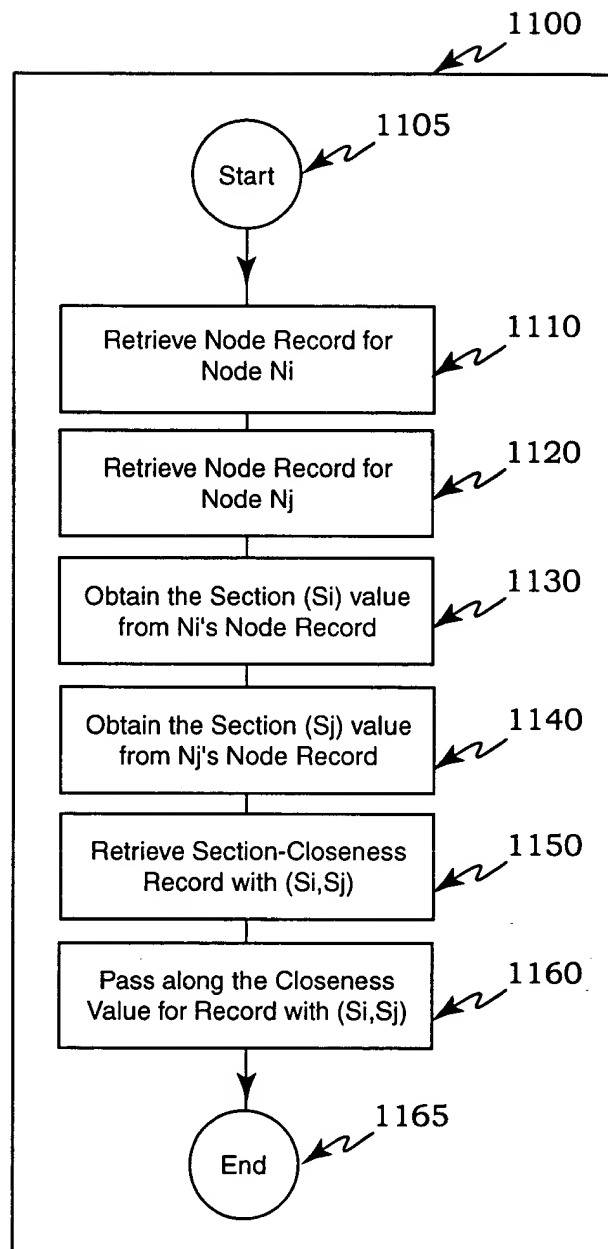 1100
1105
Start
Retrieve Node Record for
Node Ni
1110
Retrieve Node Record for
Node Nj
1120
Obtain the Section (Si) value
from Ni's Node Record
1130
Obtain the Section (Sj) value
from Nj's Node Record
1140
Retrieve Section-Closeness
Record with (Si,Sj)
1150
Pass along the Closeness
Value for Record with (Si,Sj)
1160
1165
End